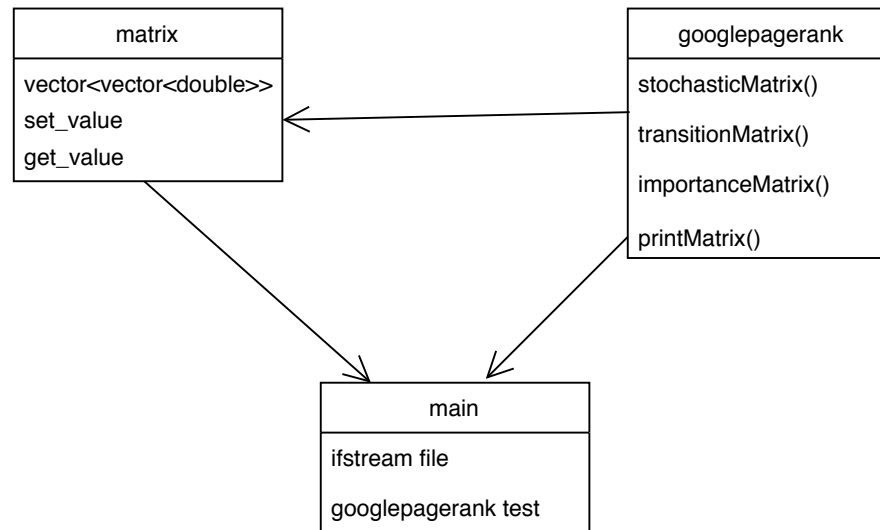 matrix
vector<vector<double>>
set_value
get_value
googlepagerank
stochasticMatrix()
transitionMatrix()
importanceMatrix()
printMatrix()
main
ifstream file
googlepagerank test